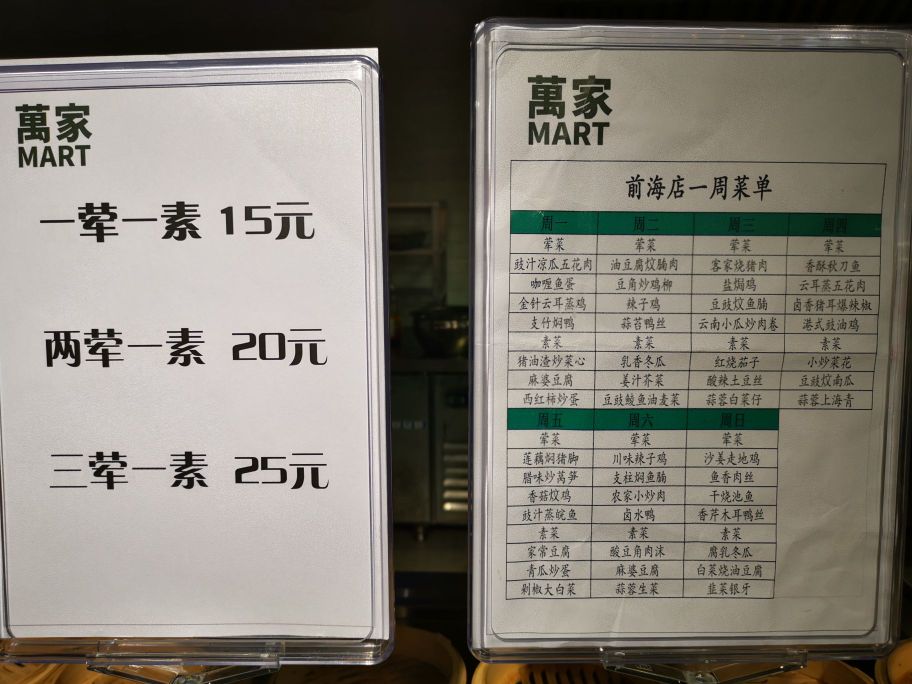 萬家
MART
一荤一素 15元
两荤一素 20元
三荤一素 25元
萬家
MART
前海店一周菜单
周一 周二 周三 周四
荤菜 荤菜 荤菜 荤菜
豉汁凉瓜五花肉 油豆腐炆腩肉 客家烧猪肉 香酥秋刀鱼
咖喱鱼蛋 豆角炒鸡柳 盐焗鸡 云耳蒸五花肉
金针云耳蒸鸡 辣子鸡 豆豉炆鱼腩 卤香猪耳爆辣椒
支竹焖鸭 蒜苔鸭丝 云南小瓜炒肉卷 港式豉油鸡
素菜 素菜 素菜 素菜
猪油渣炒菜心 乳香冬瓜 红烧茄子 小炒菜花
麻婆豆腐 姜汁芥菜 酸辣土豆丝 豆豉炆南瓜
西红柿炒蛋 豆豉鲮鱼油麦菜 蒜蓉白菜仔 蒜蓉上海青
周五 周六 周日
荤菜 荤菜 荤菜
莲藕焖猪脚 川味辣子鸡 沙姜走地鸡
腊味炒莴笋 支柱焖鱼腩 鱼香肉丝
香菇炆鸡 农家小炒肉 干烧池鱼
豉汁蒸皖鱼 卤水鸭 香芹木耳鸭丝
素菜 素菜 素菜
家常豆腐 酸豆角肉沫 腐乳冬瓜
青瓜炒蛋 麻婆豆腐 白菜烧油豆腐
剁椒大白菜 蒜蓉生菜 韭菜银牙